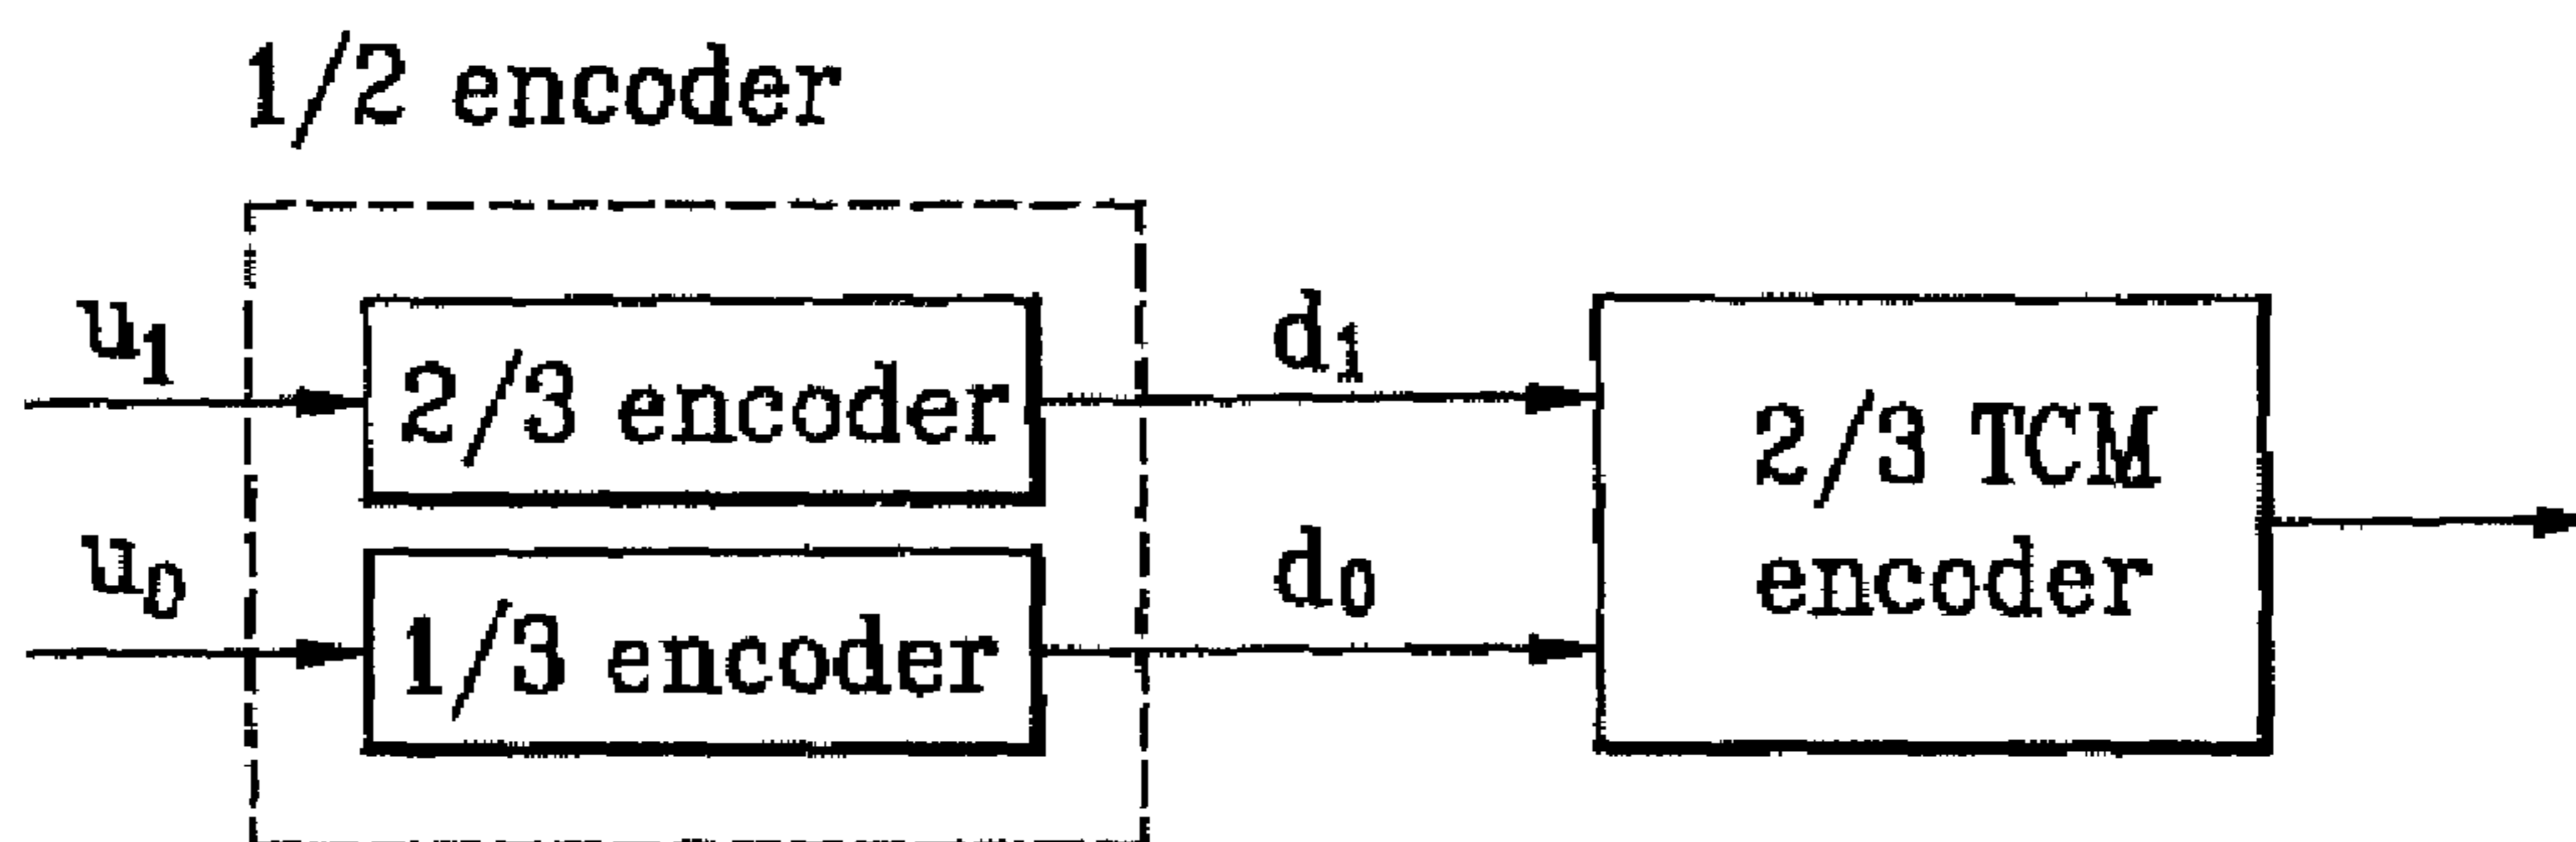 1/2 encoder
u1
2/3 encoder
d1
2/3 TCM
encoder
u0
1/3 encoder
d0